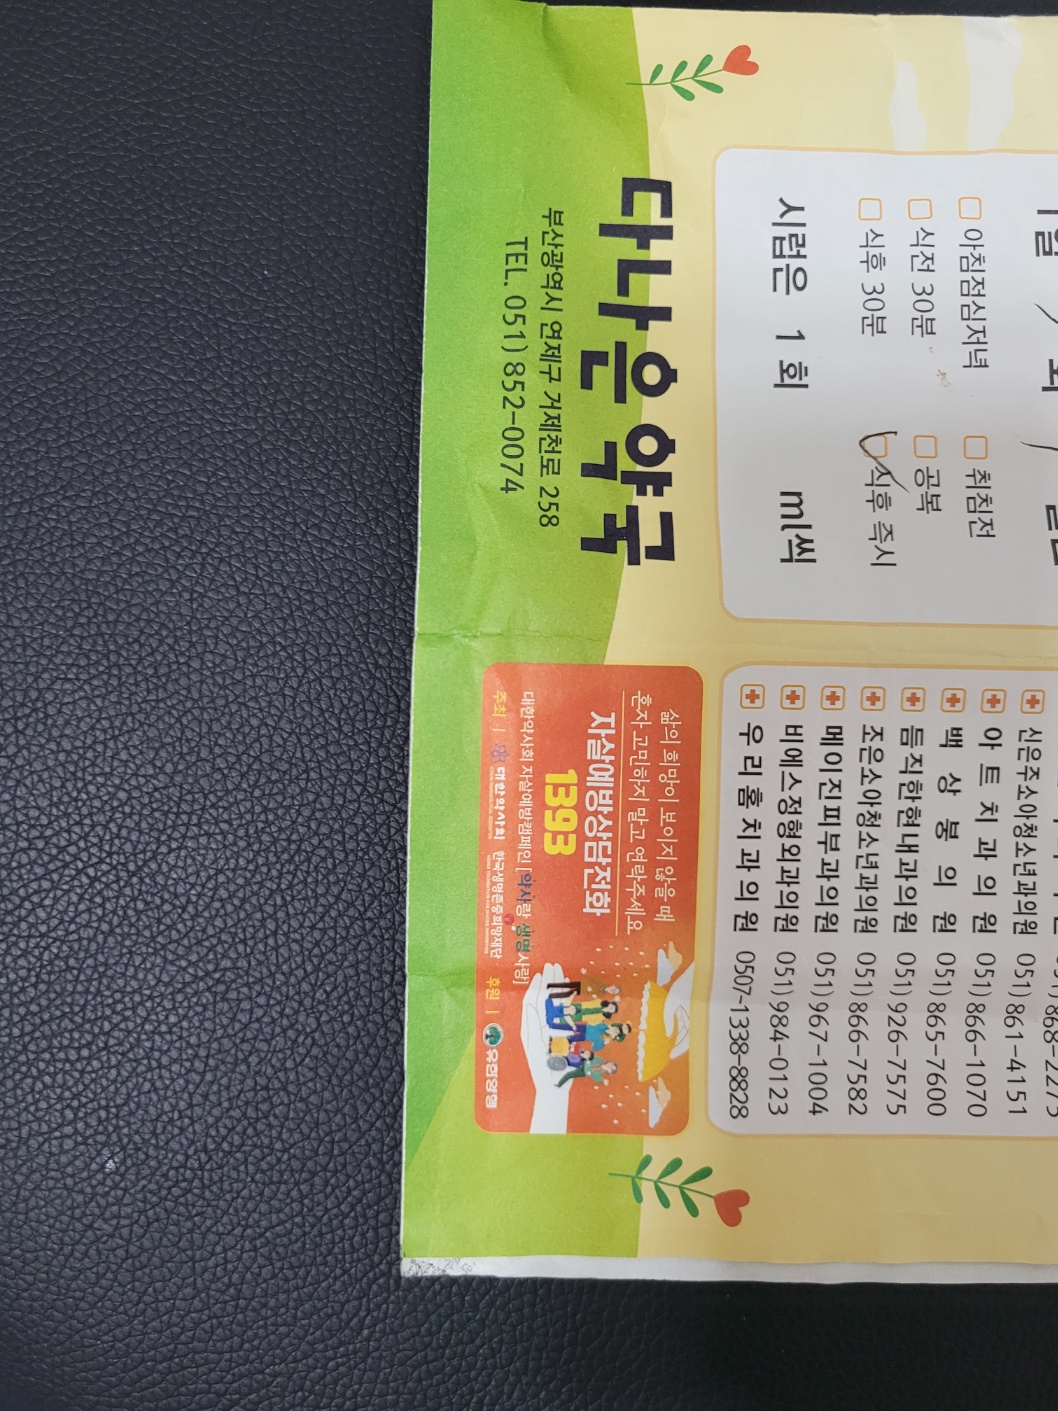 아침점심저녁
취침전
식전 30분
공복
식후 30분
식후 즉시
시럽은 1 회 ml씩
신은주소아청소년과의원 051) 861-4151
아트치과의원 051) 866-1070
백상봉의원 051) 865-7600
듬직한현내과의원 051) 926-7575
조은소아청소년과의원 051) 866-7582
메이진피부과의원 051) 967-1004
비에스정형외과의원 051) 984-0123
우리홈치과의원 0507-1338-8828
다나은약국
부산광역시 연제구 거제천로 258
TEL. 051) 852-0074
삶의 희망이 보이지 않을 때
혼자 고민하지 말고 연락주세요
자살예방상담전화
1393
대한약사회 자살예방캠페인 [약사랑 생명사랑]
주최 | 대한약사회 한국생명존중희망재단 후원 | 유한양행